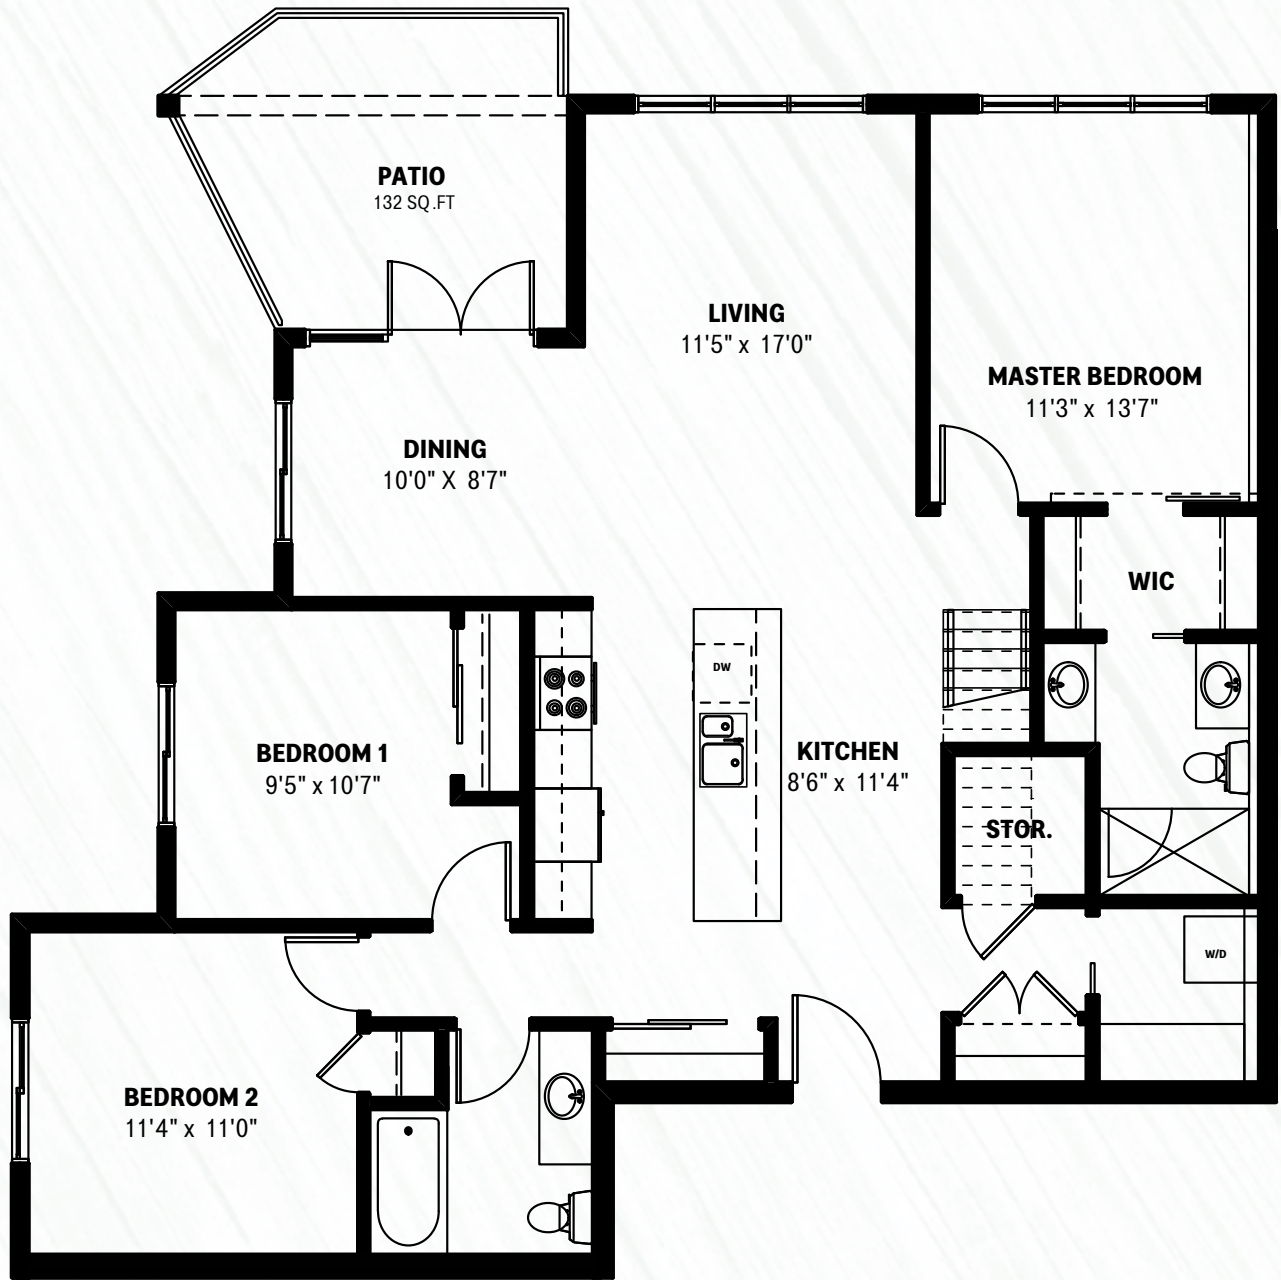 PATIO
132 SQ.FT
LIVING
11'5" x 17'0"
MASTER BEDROOM
11'3" x 13'7"
DINING
10'0" X 8'7"
WIC
DW
BEDROOM 1
9'5" x 10'7"
KITCHEN
8'6" x 11'4"
STOR.
W/D
BEDROOM 2
11'4" x 11'0"